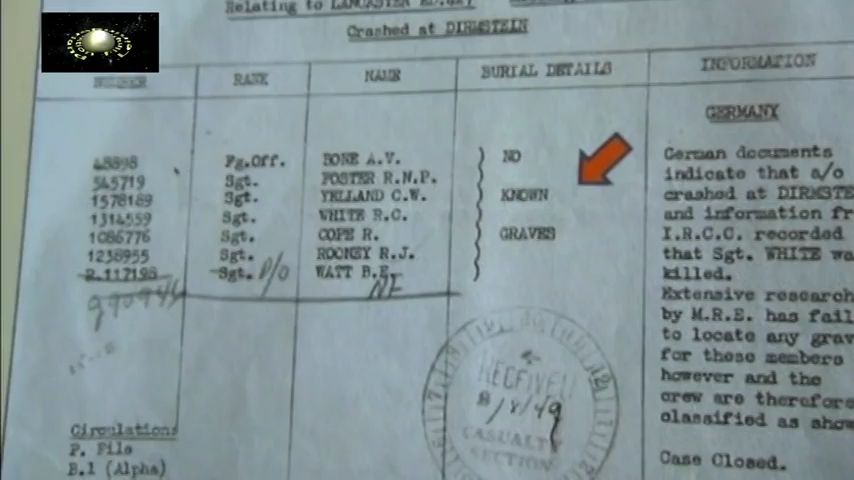 Relating to LANCASTER
Crashed at DIRMSTEIN
NUMBER RANK NAME BURIAL DETAILS INFORMATION
GERMANY
48898 Fg.Off. BONE A.V. NO German documents
545719 Sgt. FOSTER R.N.P. indicate that a/c
1578189 Sgt. YELLAND C.W. KNOWN crashed at DIRMSTE
1314559 Sgt. WHITE R.C. and information fr
1086776 Sgt. COPE R. GRAVES I.R.C.C. recorded
1238955 Sgt. ROONEY R.J. that Sgt. WHITE wa
R.117195 Sgt. P/O WATT B.E. killed.
NE
Extensive research
by M.R.E. has fail
to locate any grav
for these members
however and the
crew are therefore
classified as show
Case Closed.
RECEIVED
8/X/49
CASUALTY
SECTION
Circulation:
P. File
B.1 (Alpha)